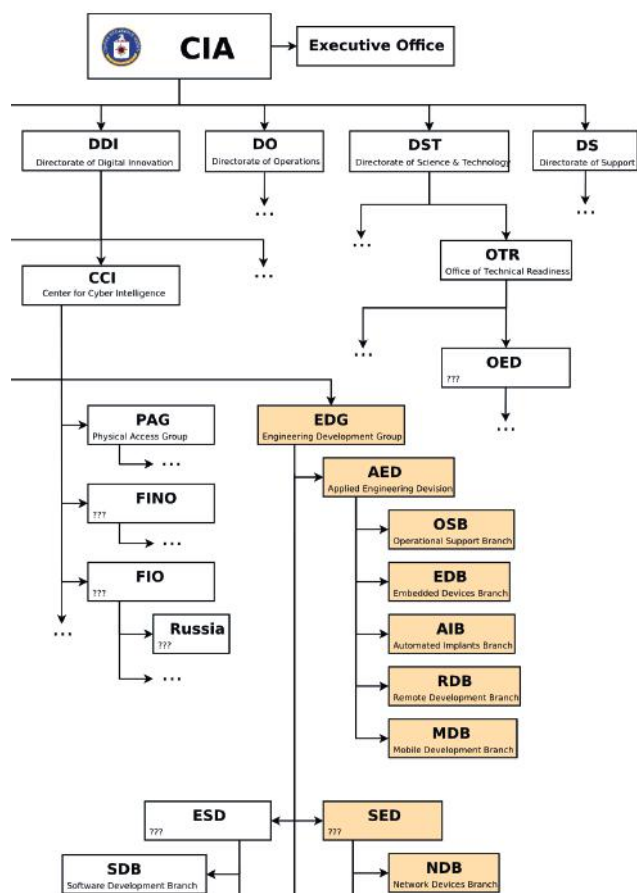 CIA
Executive Office
DDI
Directorate of Digital Innovation
DO
Directorate of Operations
DST
Directorate of Science & Technology
DS
Directorate of Support
...
...
...
...
CCI
Center for Cyber Intelligence
OTR
Office of Technical Readiness
...
OED
???
...
PAG
Physical Access Group
...
EDG
Engineering Development Group
AED
Applied Engineering Devision
FINO
???
...
OSB
Operational Support Branch
FIO
???
EDB
Embedded Devices Branch
...
Russia
???
AIB
Automated Implants Branch
...
RDB
Remote Development Branch
MDB
Mobile Development Branch
ESD
???
SED
???
SDB
Software Development Branch
NDB
Network Devices Branch